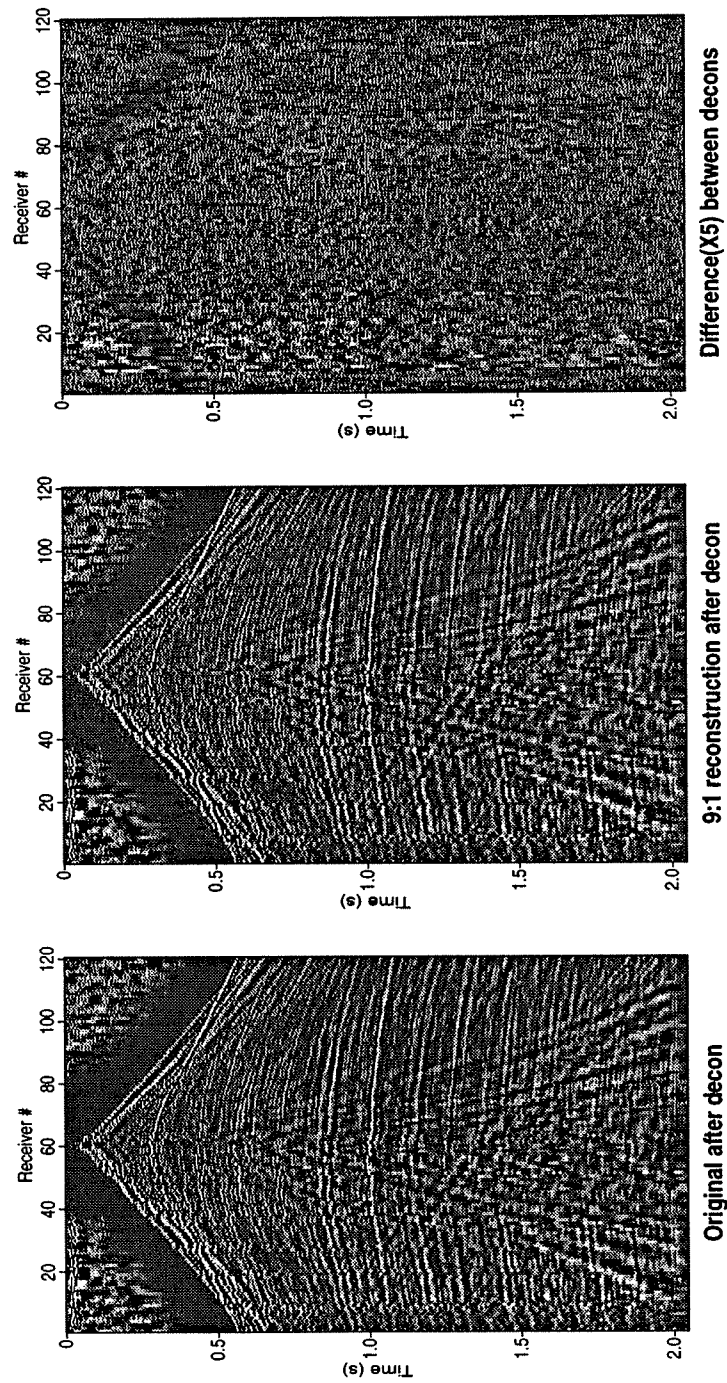 Receiver #
20 40 60 80 100 120
0
0.5
1.0
1.5
2.0
Time (s)
Original after decon
Receiver #
20 40 60 80 100 120
0
0.5
1.0
1.5
2.0
Time (s)
9:1 reconstruction after decon
Receiver #
20 40 60 80 100 120
0
0.5
1.0
1.5
2.0
Time (s)
Difference(X5) between decons